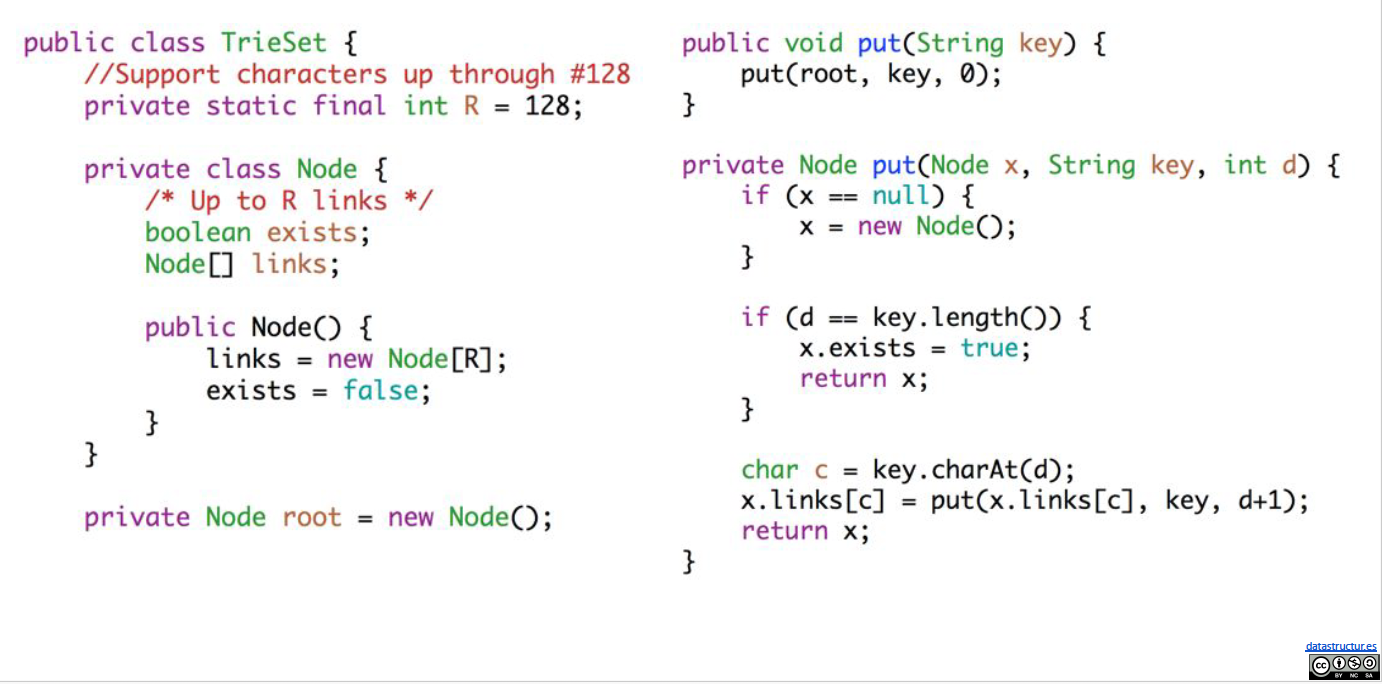 public class TrieSet {
    //Support characters up through #128
    private static final int R = 128;

    private class Node {
        /* Up to R links */
        boolean exists;
        Node[] links;

        public Node() {
            links = new Node[R];
            exists = false;
        }
    }

    private Node root = new Node();

public void put(String key) {
    put(root, key, 0);
}

private Node put(Node x, String key, int d) {
    if (x == null) {
        x = new Node();
    }

    if (d == key.length()) {
        x.exists = true;
        return x;
    }

    char c = key.charAt(d);
    x.links[c] = put(x.links[c], key, d+1);
    return x;
}
datastructur.es
cc
BY NC SA